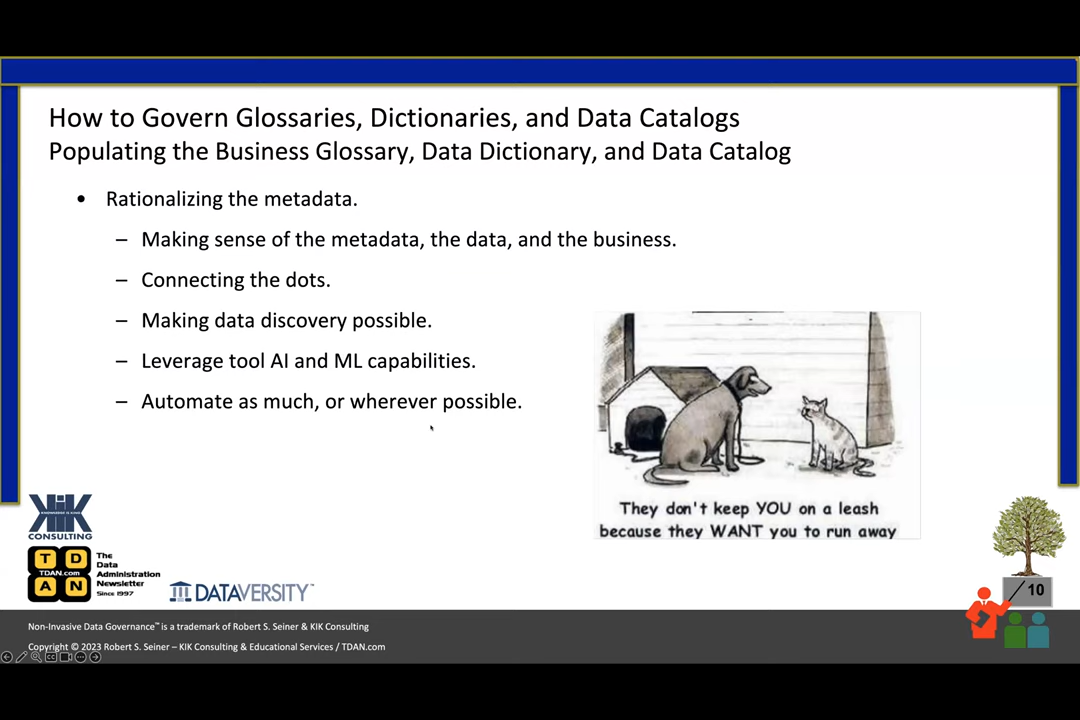 How to Govern Glossaries, Dictionaries, and Data Catalogs
Populating the Business Glossary, Data Dictionary, and Data Catalog
• Rationalizing the metadata.
– Making sense of the metadata, the data, and the business.
– Connecting the dots.
– Making data discovery possible.
– Leverage tool AI and ML capabilities.
– Automate as much, or wherever possible.
They don't keep YOU on a leash
because they WANT you to run away
KIK
KNOWLEDGE IS KING
CONSULTING
T D
TDAN.com
A N
The
Data
Administration
Newsletter
Since 1997
DATAVERSITY™
10
Non-Invasive Data Governance™ is a trademark of Robert S. Seiner & KIK Consulting
Copyright © 2023 Robert S. Seiner – KIK Consulting & Educational Services / TDAN.com